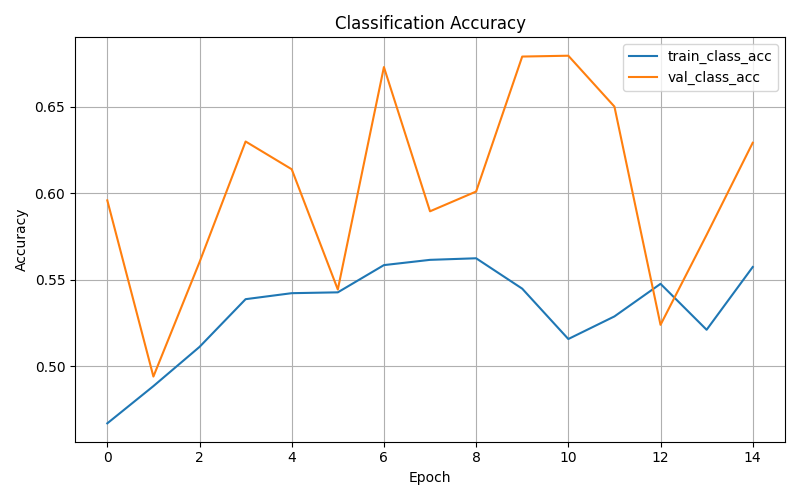 Classification Accuracy
train_class_acc
val_class_acc
0.65
0.60
0.55
0.50
Accuracy
0 2 4 6 8 10 12 14
Epoch